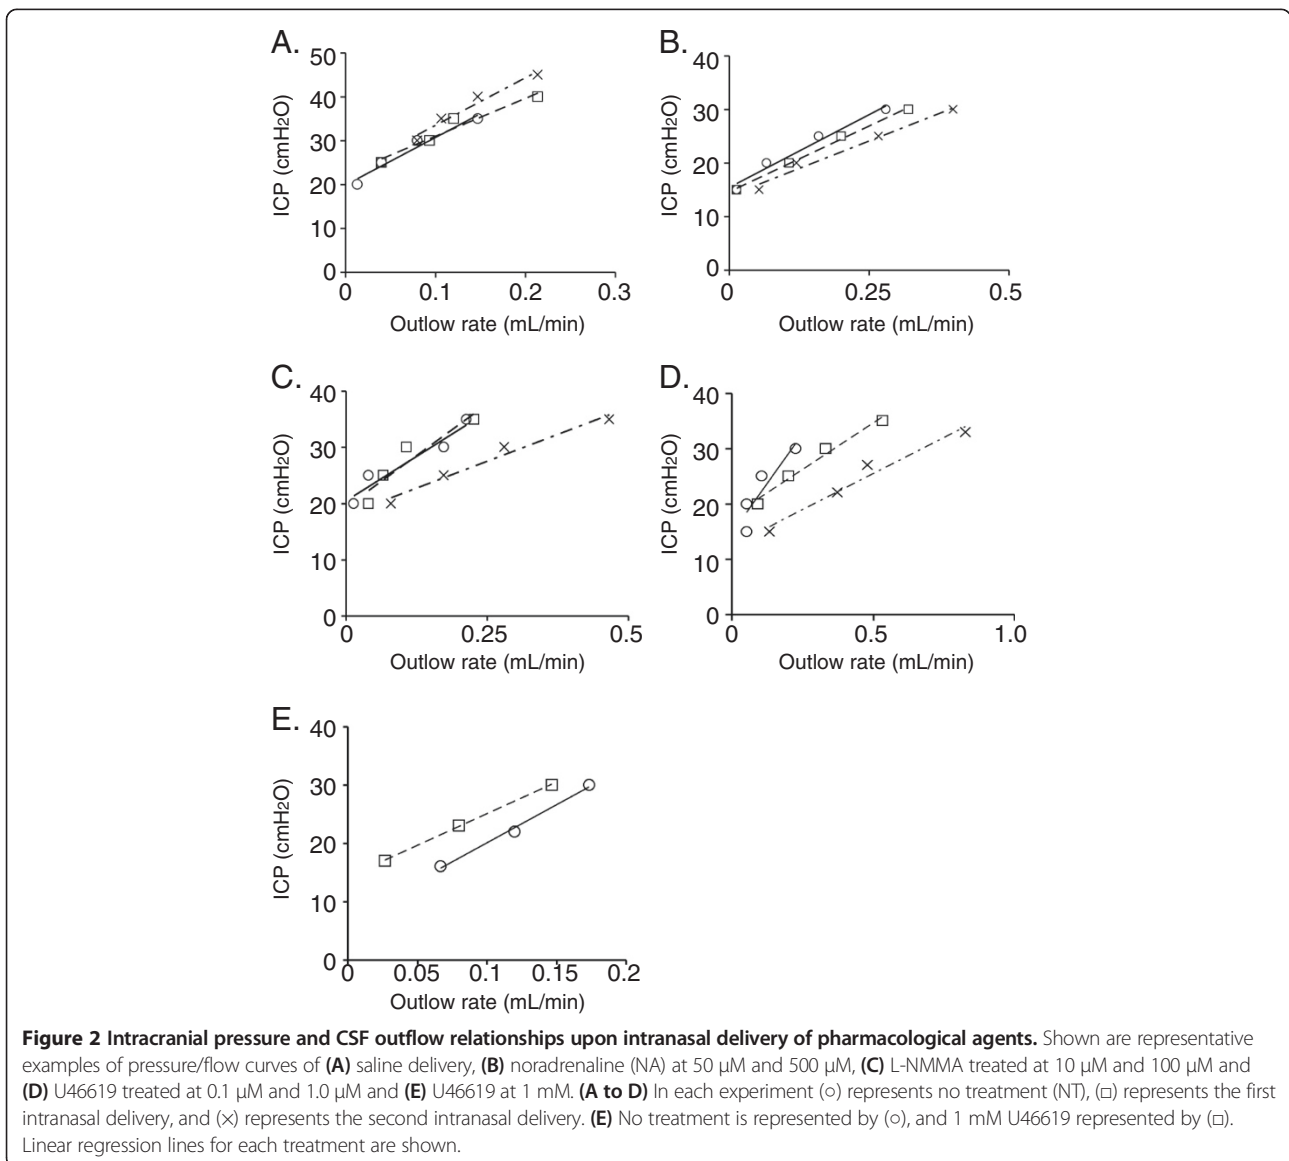 A.
50
40
30
20
10
0
ICP (cmH2O)
0 0.1 0.2 0.3
Outlow rate (mL/min)
B.
40
30
20
10
0
ICP (cmH2O)
0 0.25 0.5
Outlow rate (mL/min)
C.
40
30
20
10
0
ICP (cmH2O)
0 0.25 0.5
Outlow rate (mL/min)
D.
40
30
20
10
0
ICP (cmH2O)
0 0.5 1.0
Outlow rate (mL/min)
E.
40
30
20
10
0
ICP (cmH2O)
0 0.05 0.1 0.15 0.2
Outlow rate (mL/min)
Figure 2 Intracranial pressure and CSF outflow relationships upon intranasal delivery of pharmacological agents. Shown are representative
examples of pressure/flow curves of (A) saline delivery, (B) noradrenaline (NA) at 50 μM and 500 μM, (C) L-NMMA treated at 10 μM and 100 μM and
(D) U46619 treated at 0.1 μM and 1.0 μM and (E) U46619 at 1 mM. (A to D) In each experiment (○) represents no treatment (NT), (□) represents the first
intranasal delivery, and (×) represents the second intranasal delivery. (E) No treatment is represented by (○), and 1 mM U46619 represented by (□).
Linear regression lines for each treatment are shown.